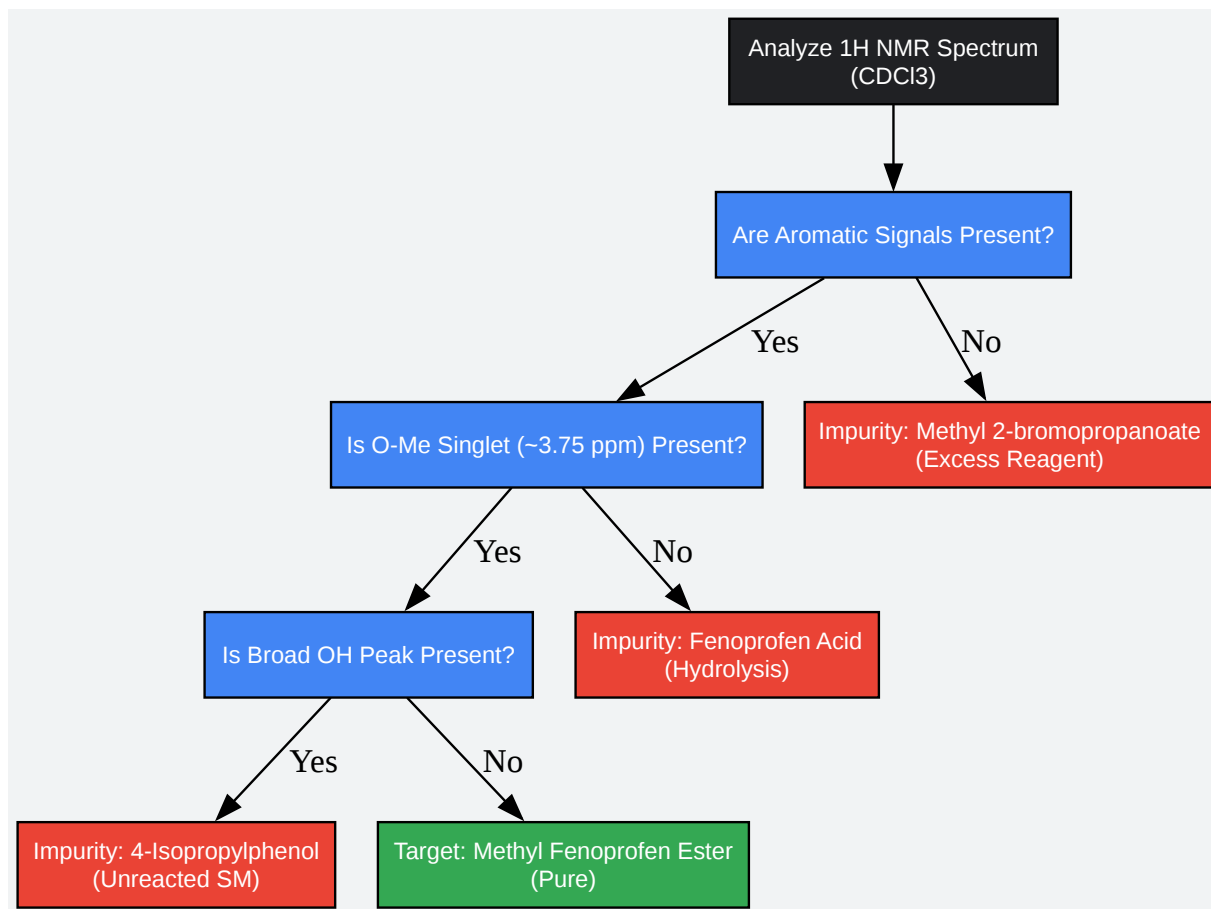 Analyze 1H NMR Spectrum
(CDCl3)
Are Aromatic Signals Present?
Yes
No
Is O-Me Singlet (~3.75 ppm) Present?
Impurity: Methyl 2-bromopropanoate
(Excess Reagent)
Yes
No
Is Broad OH Peak Present?
Impurity: Fenoprofen Acid
(Hydrolysis)
Yes
No
Impurity: 4-Isopropylphenol
(Unreacted SM)
Target: Methyl Fenoprofen Ester
(Pure)